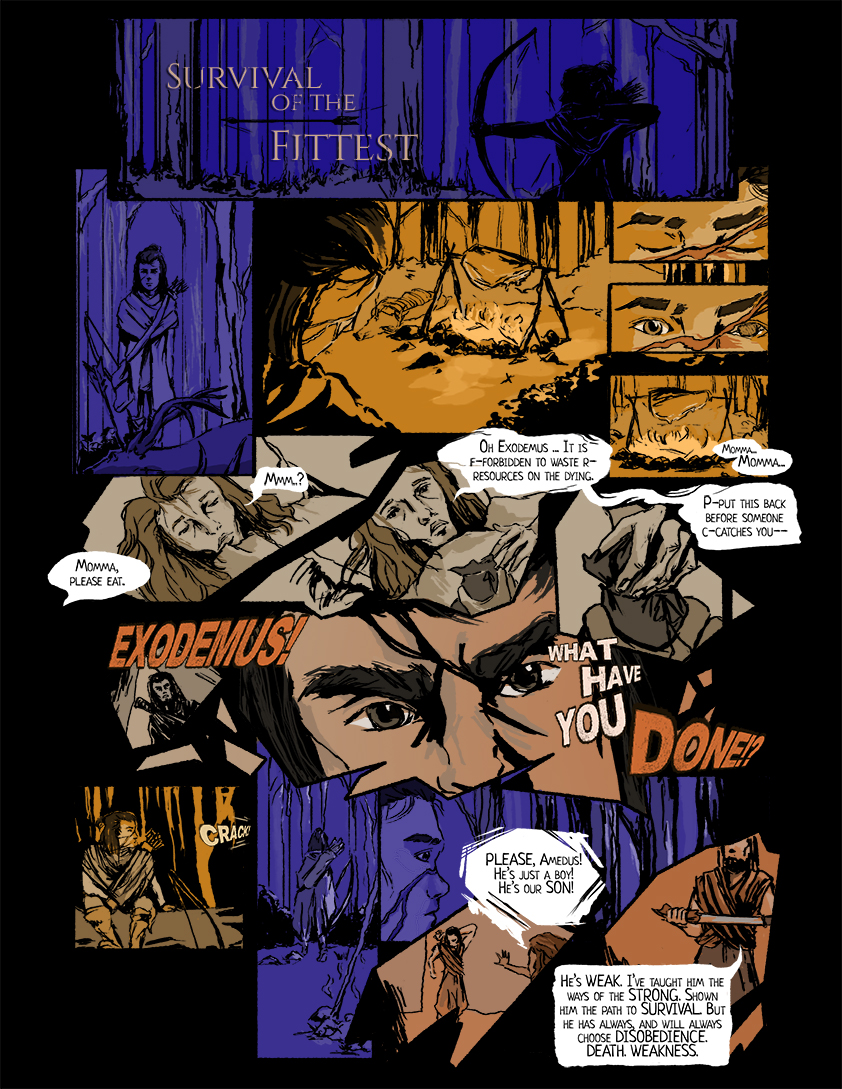 Survival
of the
Fittest
Momma...
Momma...
Mmm..?
Momma,
please eat.
Oh Exodemus ... It is
f-forbidden to waste r-
resources on the dying.
P-put this back
before someone
c-catches you--
EXODEMUS!
WHAT
HAVE
YOU
DONE!?
CRACK!
PLEASE, Amedus!
He's just a boy!
He's our SON!
He's WEAK. I've taught him the
ways of the STRONG. Shown
him the path to SURVIVAL. But
he has always, and will always
choose DISOBEDIENCE.
DEATH. WEAKNESS.